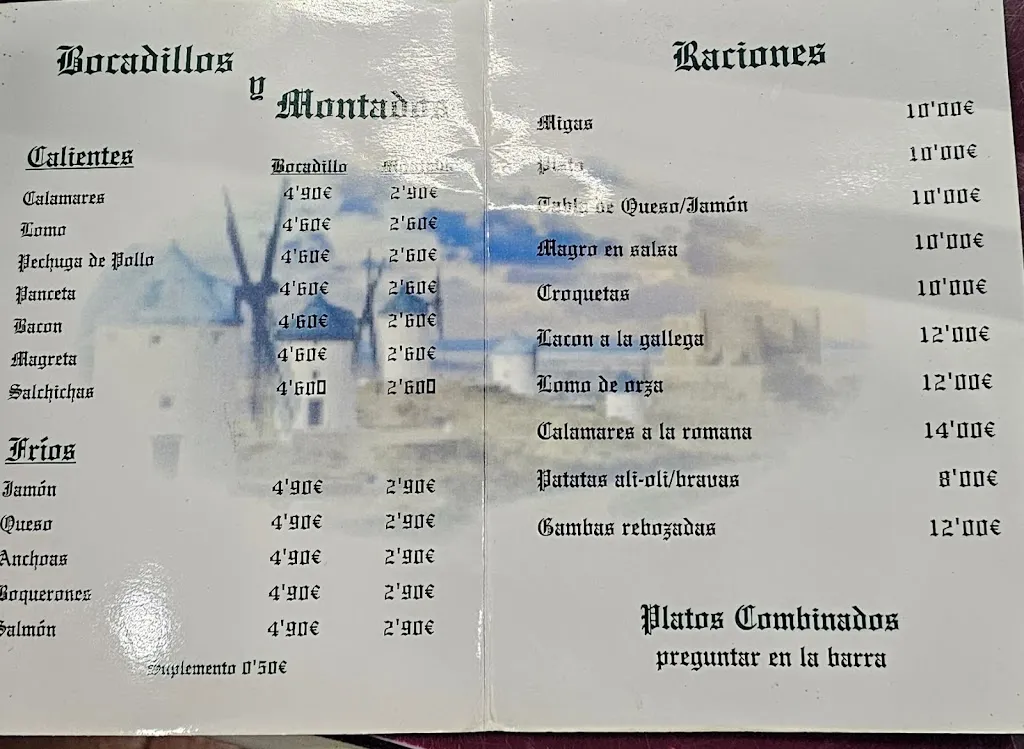 Bocadillos
y
Montados
Calientes
Bocadillo Montado
Calamares 4'90€ 2'90€
Lomo 4'60€ 2'60€
Pechuga de Pollo 4'60€ 2'60€
Panceta 4'60€ 2'60€
Bacon 4'60€ 2'60€
Magreta 4'60€ 2'60€
Salchichas 4'60 2'60
Fríos
Jamón 4'90€ 2'90€
Queso 4'90€ 2'90€
Anchoas 4'90€ 2'90€
Boquerones 4'90€ 2'90€
Salmón 4'90€ 2'90€
Suplemento 0'50€
Raciones
Migas 10'00€
10'00€
Tabla de Queso/Jamón 10'00€
Magro en salsa 10'00€
Croquetas 10'00€
Lacon a la gallega 12'00€
Lomo de orza 12'00€
Calamares a la romana 14'00€
Patatas ali-oli/bravas 8'00€
Gambas rebozadas 12'00€
Platos Combinados
preguntar en la barra